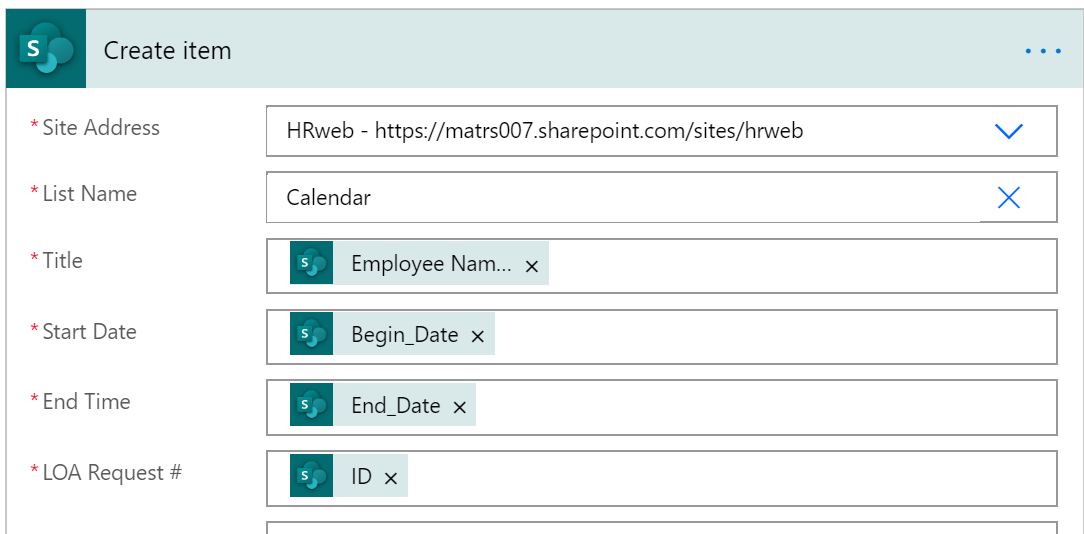 S Create item ...
* Site Address HRweb - https://matrs007.sharepoint.com/sites/hrweb
* List Name Calendar
* Title S Employee Nam... ×
* Start Date S Begin_Date ×
* End Time S End_Date ×
* LOA Request # S ID ×